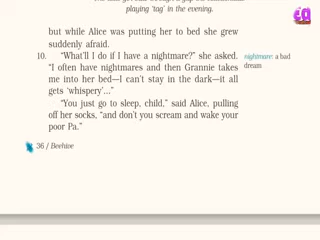 playing 'tag' in the evening.
but while Alice was putting her to bed she grew
suddenly afraid.
10. "What'll I do if I have a nightmare?" she asked.
nightmare: a bad
dream
"I often have nightmares and then Grannie takes
me into her bed—I can't stay in the dark—it all
gets 'whispery'..."
"You just go to sleep, child," said Alice, pulling
off her socks, "and don't you scream and wake your
poor Pa."
36 / Beehive